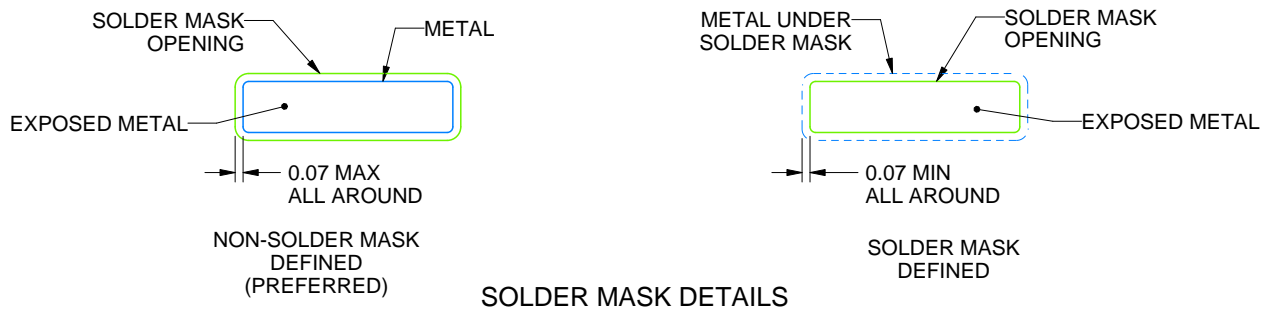 SOLDER MASK
OPENING
METAL
EXPOSED METAL
0.07 MAX
ALL AROUND
NON-SOLDER MASK
DEFINED
(PREFERRED)
METAL UNDER
SOLDER MASK
SOLDER MASK
OPENING
EXPOSED METAL
0.07 MIN
ALL AROUND
SOLDER MASK
DEFINED
SOLDER MASK DETAILS